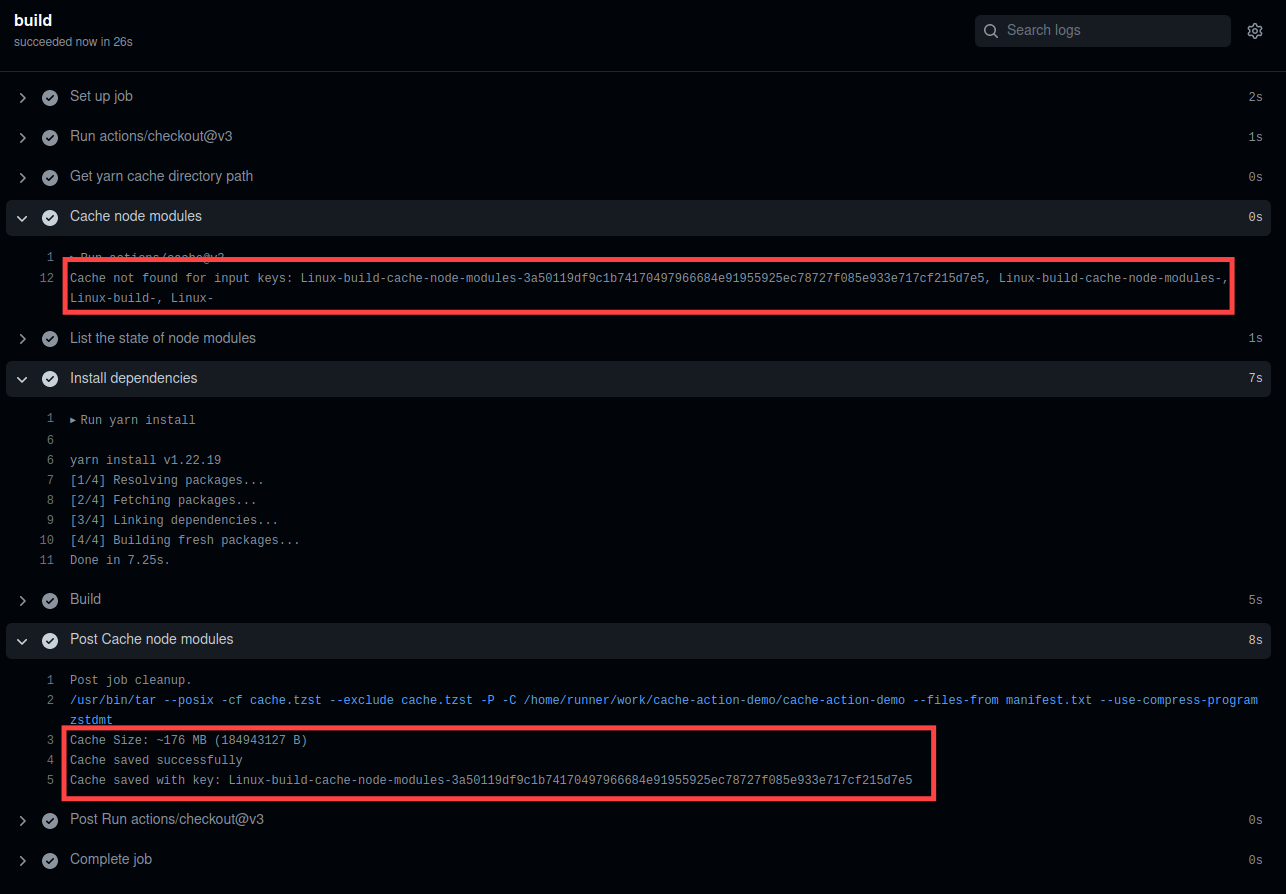 build
succeeded now in 26s
Search logs
Set up job 2s
Run actions/checkout@v3 1s
Get yarn cache directory path 0s
Cache node modules 0s
1 ▸ Run actions/cache@v3
12 Cache not found for input keys: Linux-build-cache-node-modules-3a50119df9c1b74170497966684e91955925ec78727f085e933e717cf215d7e5, Linux-build-cache-node-modules-,
Linux-build-, Linux-
List the state of node modules 1s
Install dependencies 7s
1 ▸ Run yarn install
6
6 yarn install v1.22.19
7 [1/4] Resolving packages...
8 [2/4] Fetching packages...
9 [3/4] Linking dependencies...
10 [4/4] Building fresh packages...
11 Done in 7.25s.
Build 5s
Post Cache node modules 8s
1 Post job cleanup.
2 /usr/bin/tar --posix -cf cache.tzst --exclude cache.tzst -P -C /home/runner/work/cache-action-demo/cache-action-demo --files-from manifest.txt --use-compress-program
zstdmt
3 Cache Size: ~176 MB (184943127 B)
4 Cache saved successfully
5 Cache saved with key: Linux-build-cache-node-modules-3a50119df9c1b74170497966684e91955925ec78727f085e933e717cf215d7e5
Post Run actions/checkout@v3 0s
Complete job 0s